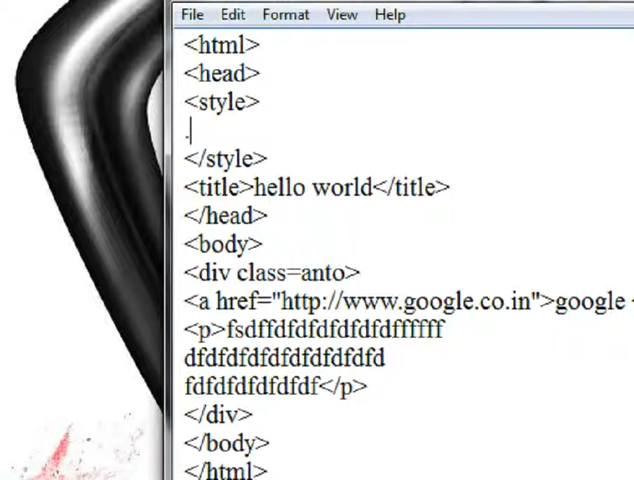 File Edit Format View Help
<html>
<head>
<style>
.
</style>
<title>hello world</title>
</head>
<body>
<div class=anto>
<a href="http://www.google.co.in">google <
<p>fsdffdfdfdfdfdfdffffff
dfdfdfdfdfdfdfdfdfd
fdfdfdfdfdfdf</p>
</div>
</body>
</html>